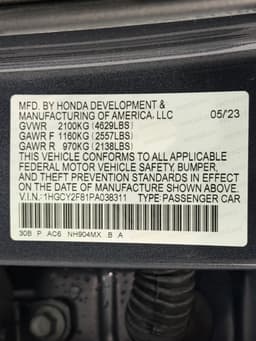 MFD. BY HONDA DEVELOPMENT &
MANUFACTURING OF AMERICA, LLC 05/23
GVWR 2100KG (4629LBS)
GAWR F 1160KG (2557LBS)
GAWR R 970KG (2138LBS)
THIS VEHICLE CONFORMS TO ALL APPLICABLE
FEDERAL MOTOR VEHICLE SAFETY, BUMPER,
AND THEFT PREVENTION STANDARDS IN EFFECT
ON THE DATE OF MANUFACTURE SHOWN ABOVE.
V.I.N.: 1HGCY2F81PA038311 TYPE:PASSENGER CAR
30B P AC6 NH904MX B A